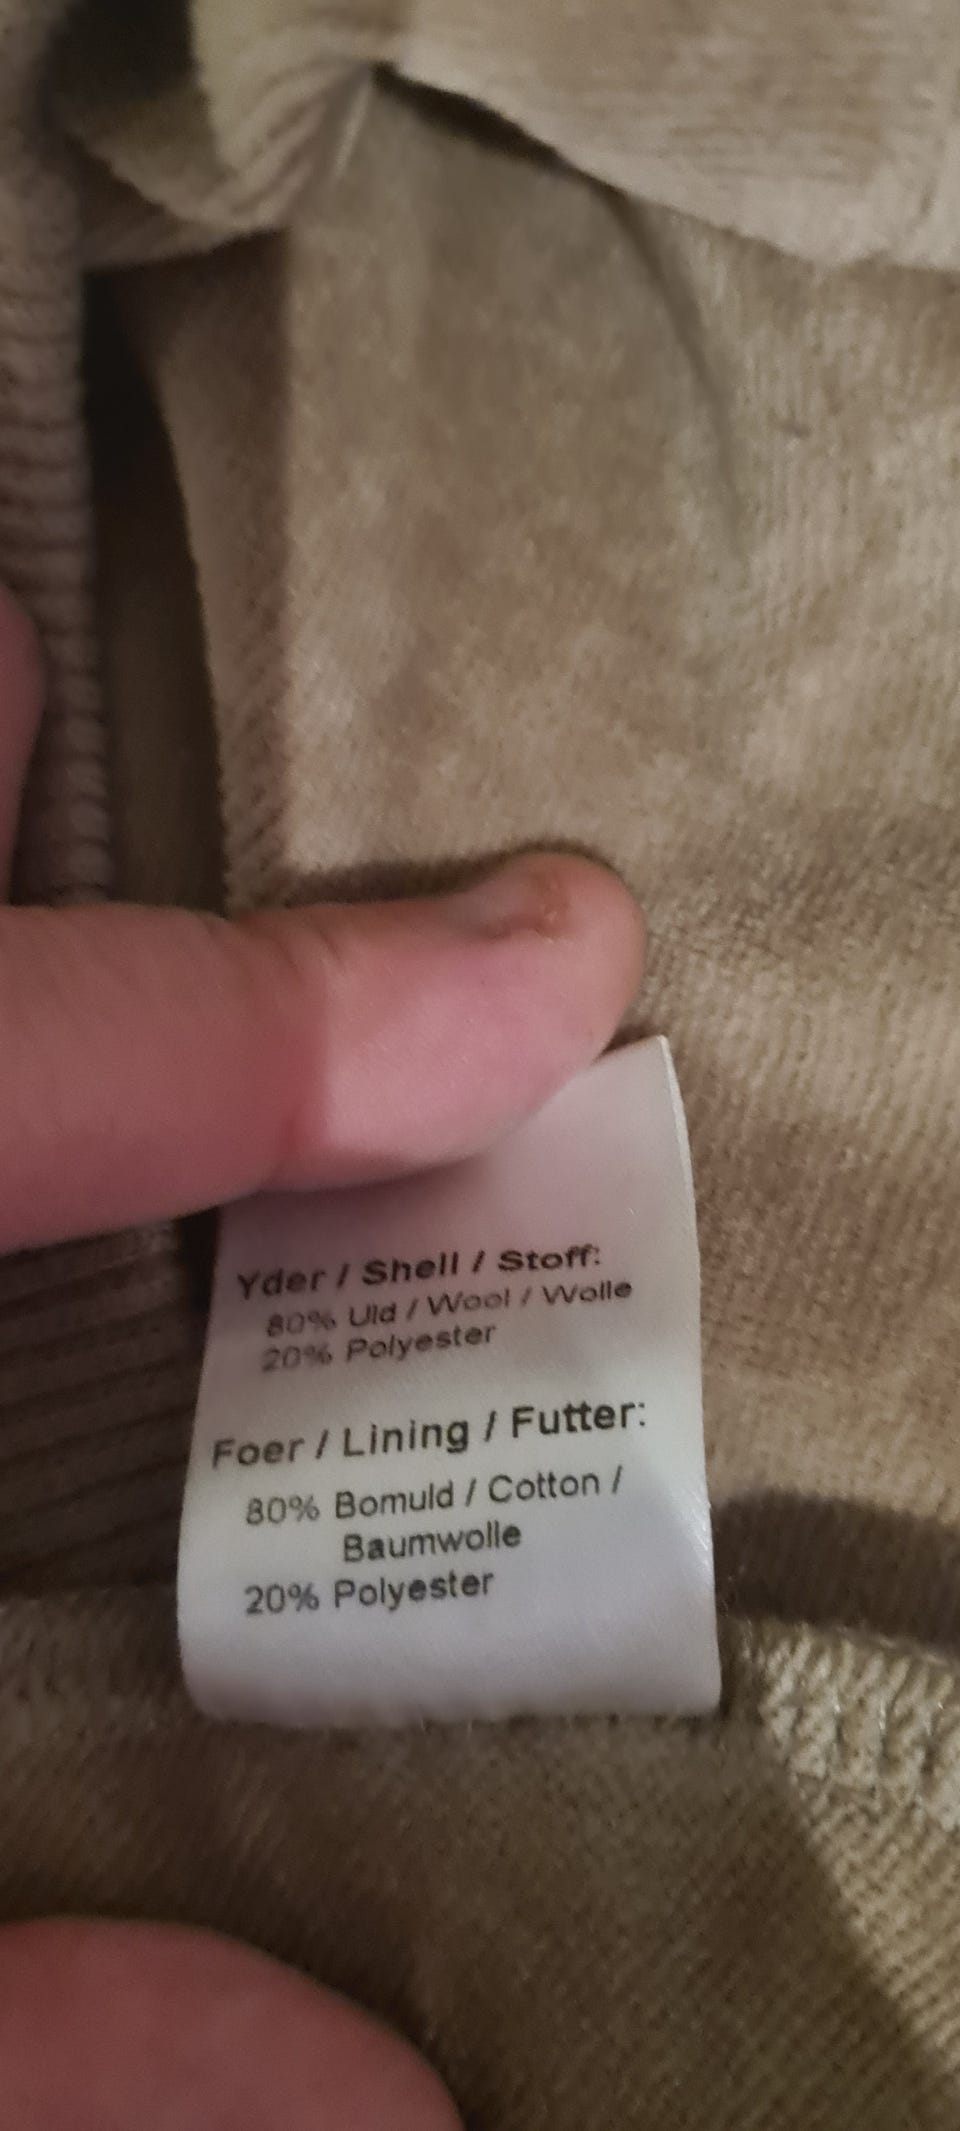 Yder / Shell / Stoff:
80% Uld / Wool / Wolle
20% Polyester
Foer / Lining / Futter:
80% Bomuld / Cotton /
Baumwolle
20% Polyester